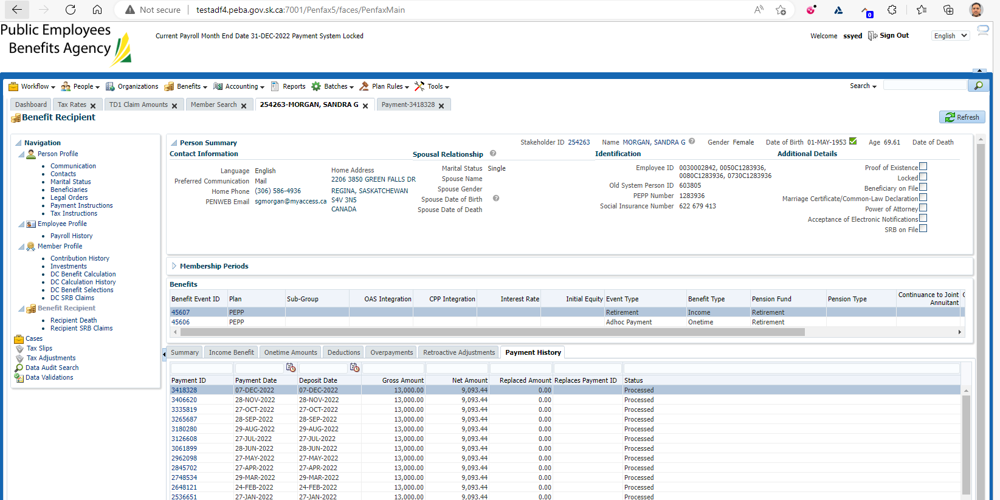 Not secure | testadf4.peba.gov.sk.ca:7001/Penfax5/faces/PenfaxMain
0
Public Employees
Benefits Agency
Current Payroll Month End Date 31-DEC-2022 Payment System Locked
Welcome ssyed Sign Out English
Workflow People Organizations Benefits Accounting Reports Batches Plan Rules Tools Search
Dashboard Tax Rates TD1 Claim Amounts Member Search 254263-MORGAN, SANDRA G Payment-3418328
Benefit Recipient Refresh
Navigation
Person Profile
Communication
Contacts
Marital Status
Beneficiaries
Legal Orders
Payment Instructions
Tax Instructions
Employee Profile
Payroll History
Member Profile
Contribution History
Investments
DC Benefit Calculation
DC Calculation History
DC Benefit Selections
DC SRB Claims
Benefit Recipient
Recipient Death
Recipient SRB Claims
Cases
Tax Slips
Tax Adjustments
Data Audit Search
Data Validations
Person Summary Stakeholder ID 254263 Name MORGAN, SANDRA G Gender Female Date of Birth 01-MAY-1953 Age 69.61 Date of Death
Contact Information
Language English
Preferred Communication Mail
Home Phone (306) 586-4936
PENWEB Email sgmorgan@myaccess.ca
Home Address
2206 3850 GREEN FALLS DR
REGINA, SASKATCHEWAN
S4V 3N5
CANADA
Spousal Relationship
Marital Status Single
Spouse Name
Spouse Gender
Spouse Date of Birth
Spouse Date of Death
Identification
Employee ID 0030002842, 0050C1283936,
0080C1283936, 0730C1283936
Old System Person ID 603805
PEPP Number 1283936
Social Insurance Number 622 679 413
Additional Details
Proof of Existence
Locked
Beneficiary on File
Marriage Certificate/Common-Law Declaration
Power of Attorney
Acceptance of Electronic Notifications
SRB on File
Membership Periods
Benefits
Benefit Event ID Plan Sub-Group OAS Integration CPP Integration Interest Rate Initial Equity Event Type Benefit Type Pension Fund Pension Type Continuance to Joint Annuitant
45607 PEPP Retirement Income Retirement
45606 PEPP Adhoc Payment Onetime Retirement
Summary Income Benefit Onetime Amounts Deductions Overpayments Retroactive Adjustments Payment History
Payment ID Payment Date Deposit Date Gross Amount Net Amount Replaced Amount Replaces Payment ID Status
3418328 07-DEC-2022 07-DEC-2022 13,000.00 9,093.44 0.00 Processed
3406620 28-NOV-2022 28-NOV-2022 13,000.00 9,093.44 0.00 Processed
3335819 27-OCT-2022 27-OCT-2022 13,000.00 9,093.44 0.00 Processed
3265687 28-SEP-2022 28-SEP-2022 13,000.00 9,093.44 0.00 Processed
3180280 29-AUG-2022 29-AUG-2022 13,000.00 9,093.44 0.00 Processed
3126608 27-JUL-2022 27-JUL-2022 13,000.00 9,093.44 0.00 Processed
3061899 28-JUN-2022 28-JUN-2022 13,000.00 9,093.44 0.00 Processed
2962098 27-MAY-2022 27-MAY-2022 13,000.00 9,093.44 0.00 Processed
2845702 27-APR-2022 27-APR-2022 13,000.00 9,093.44 0.00 Processed
2748534 29-MAR-2022 29-MAR-2022 13,000.00 9,093.44 0.00 Processed
2648121 24-FEB-2022 24-FEB-2022 13,000.00 9,093.44 0.00 Processed
2536651 27-JAN-2022 27-JAN-2022 13,000.00 9,093.44 0.00 Processed